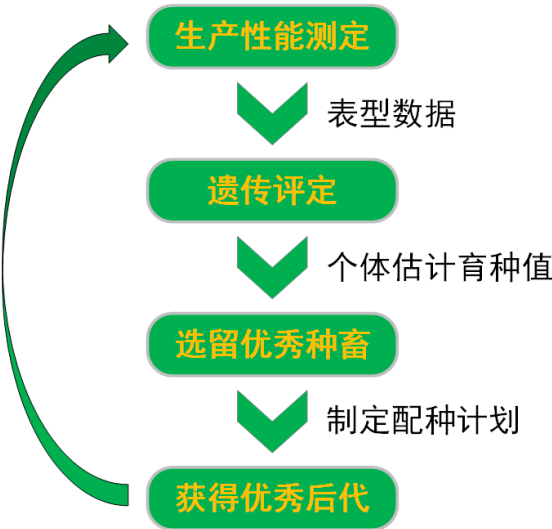 生产性能测定
表型数据
遗传评定
个体估计育种值
选留优秀种畜
制定配种计划
获得优秀后代